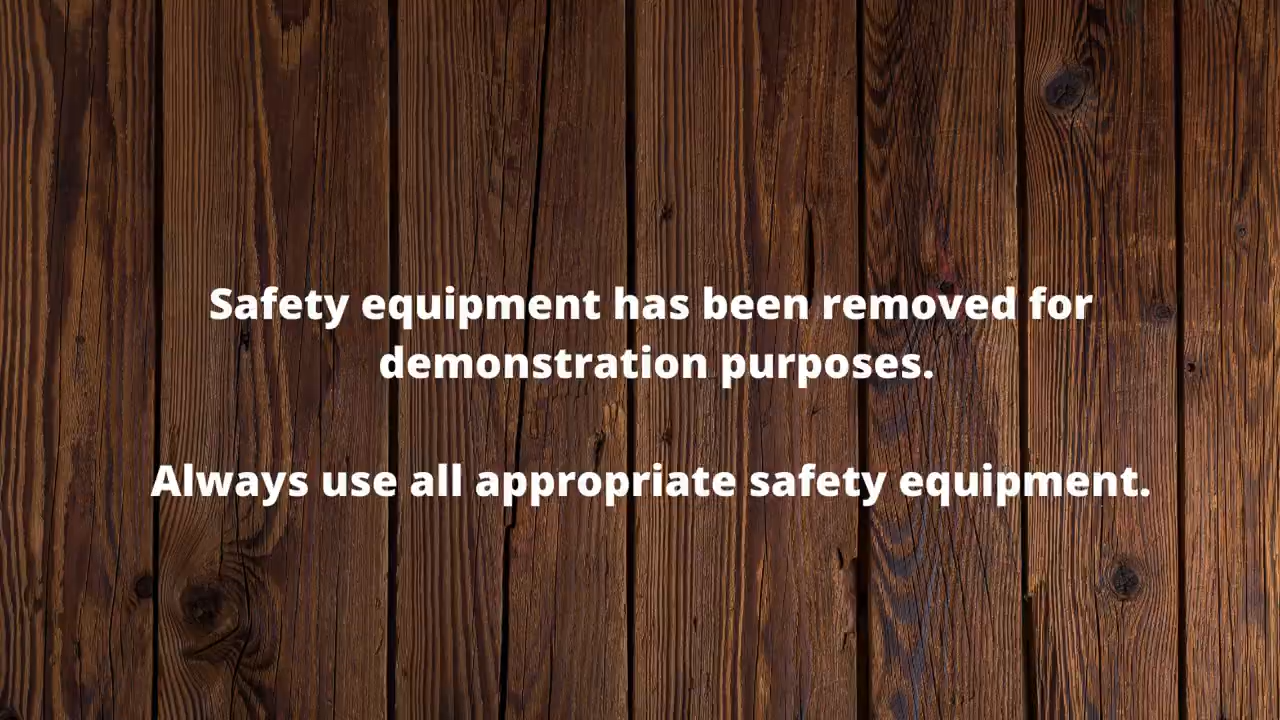 Safety equipment has been removed for
demonstration purposes.
Always use all appropriate safety equipment.